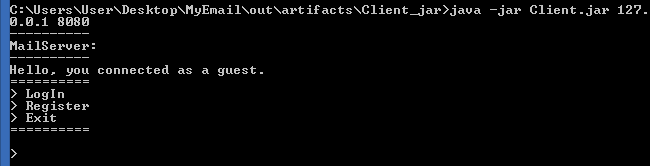 C:\Users\User\Desktop\MyEmail\out\artifacts\Client_jar>java -jar Client.jar 127.
0.0.1 8080
----------
MailServer:
----------
Hello, you connected as a guest.
==========
> LogIn
> Register
> Exit
==========
>